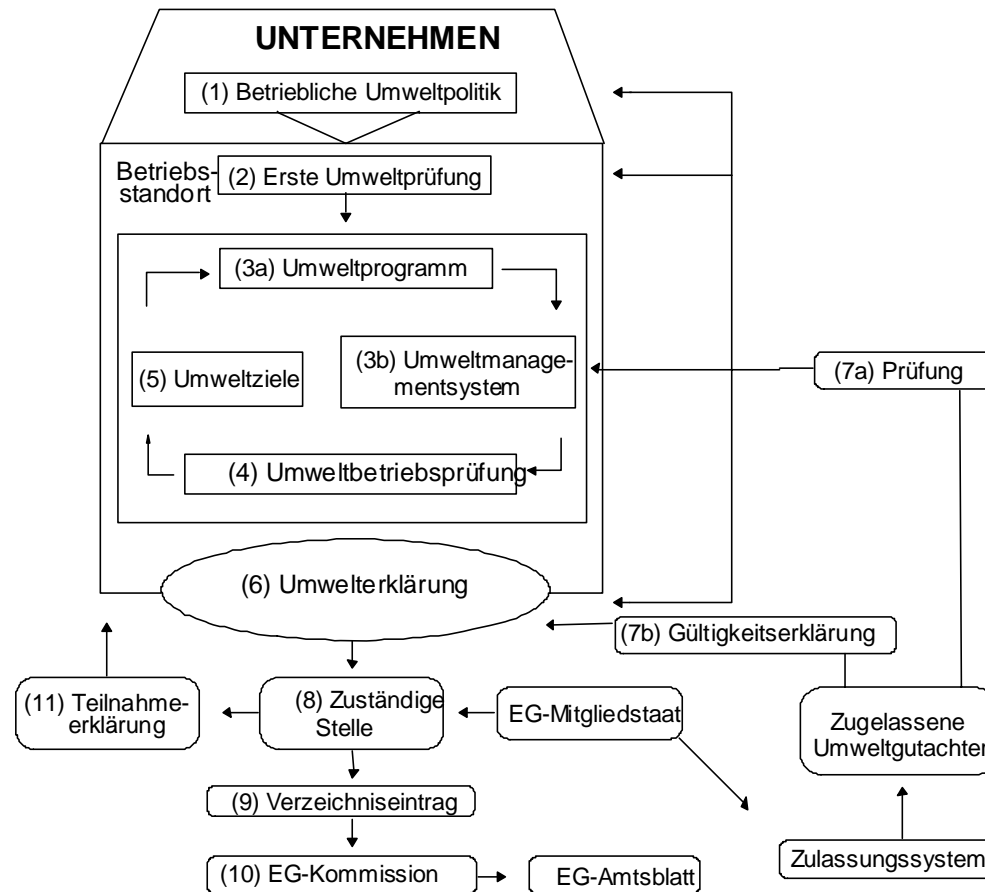 UNTERNEHMEN
(1) Betriebliche Umweltpolitik
Betriebs-
standort
(2) Erste Umweltprüfung
(3a) Umweltprogramm
(5) Umweltziele
(3b) Umweltmanage-
mentsystem
(7a) Prüfung
(4) Umweltbetriebsprüfung
(6) Umwelterklärung
(7b) Gültigkeitserklärung
(11) Teilnahme-
erklärung
(8) Zuständige
Stelle
EG-Mitgliedstaat
Zugelassene
Umweltgutachter
(9) Verzeichniseintrag
(10) EG-Kommission
EG-Amtsblatt
Zulassungssystem